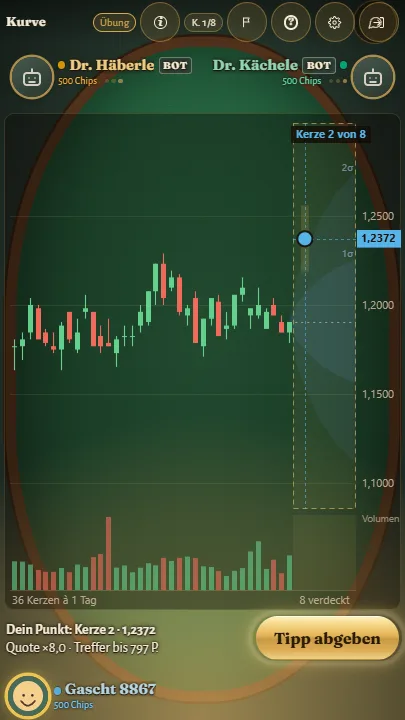 Kurve
Übung
K. 1/8
Dr. Häberle BOT
500 Chips
Dr. Kächele BOT
500 Chips
Kerze 2 von 8
2σ
1,2500
1,2372
1σ
1,2000
1,1500
1,1000
Volumen
36 Kerzen à 1 Tag
8 verdeckt
Dein Punkt: Kerze 2 · 1,2372
Quote ×8,0 · Treffer bis 797 P.
Tipp abgeben
Gascht 8867
500 Chips